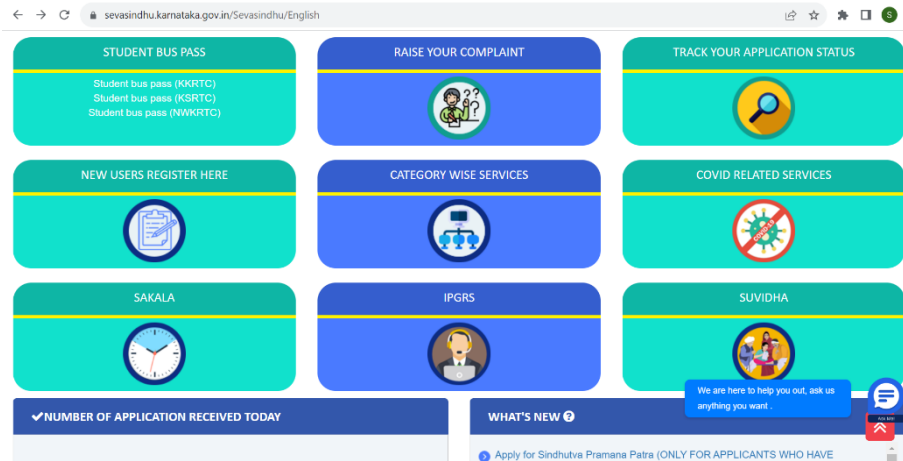 sevasindhu.karnataka.gov.in/Sevasindhu/English
S
STUDENT BUS PASS
Student bus pass (KKRTC)
Student bus pass (KSRTC)
Student bus pass (NWKRTC)
RAISE YOUR COMPLAINT
TRACK YOUR APPLICATION STATUS
NEW USERS REGISTER HERE
CATEGORY WISE SERVICES
COVID RELATED SERVICES
COVID-19
SAKALA
IPGRS
SUVIDHA
We are here to help you out, ask us
anything you want .
NUMBER OF APPLICATION RECEIVED TODAY
WHAT'S NEW
Apply for Sindhutva Pramana Patra (ONLY FOR APPLICANTS WHO HAVE